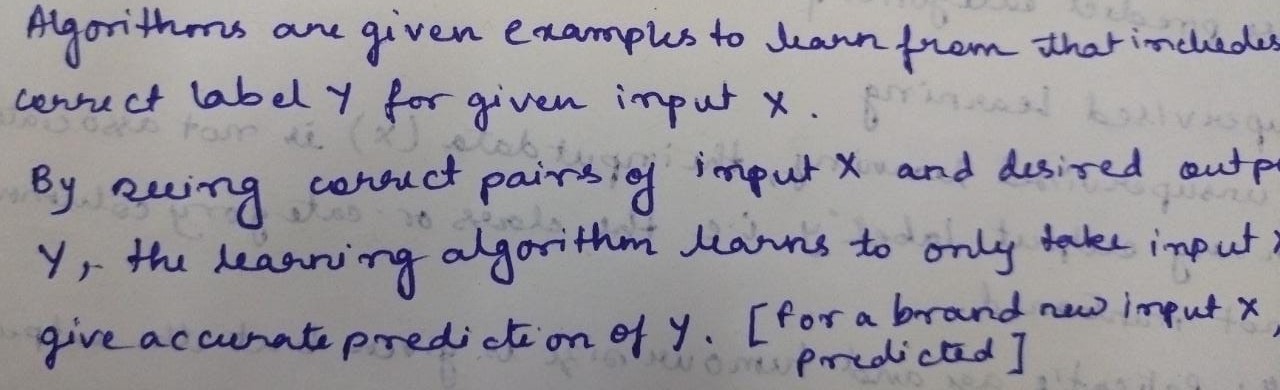 Algorithms are given examples to learn from that includes
correct label Y for given input X.
By seeing correct pairs of input X and desired outp
Y, the learning algorithm learns to only take input X
give accurate prediction of Y. [for a brand new input X,
predicted]